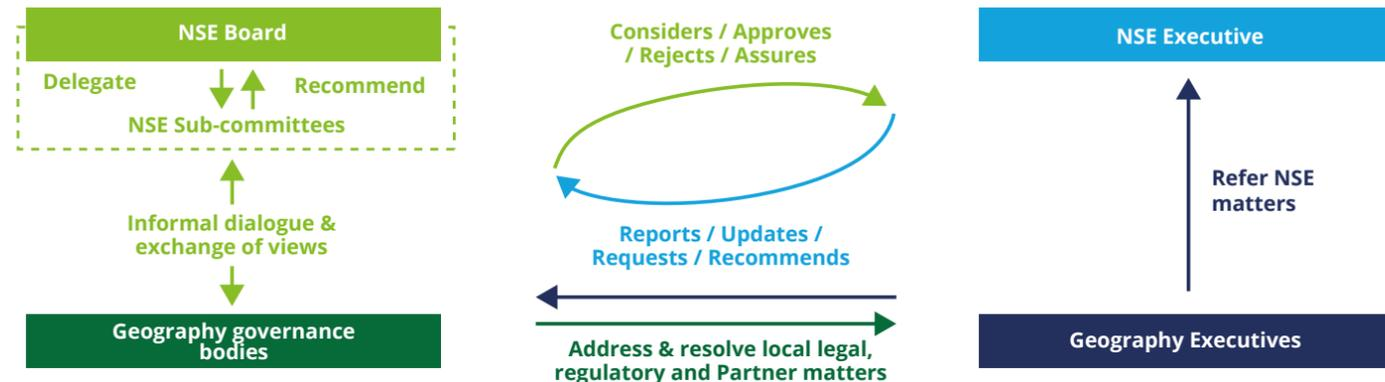 NSE Board
Delegate
Recommend
NSE Sub-committees
Informal dialogue &
exchange of views
Geography governance
bodies
Considers / Approves
/ Rejects / Assures
Reports / Updates /
Requests / Recommends
Address & resolve local legal,
regulatory and Partner matters
NSE Executive
Refer NSE
matters
Geography Executives